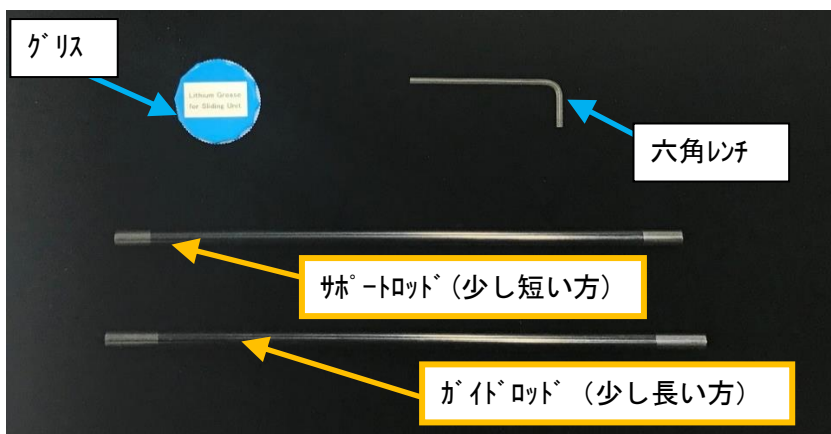 グリス
Lithium Grease
for Sliding Unit
六角レンチ
サポートロッド(少し短い方)
ガイドロッド(少し長い方)